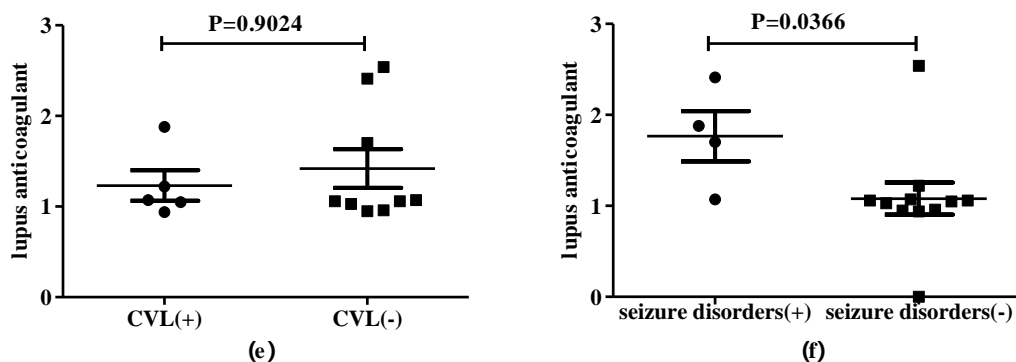 P=0.9024
lupus anticoagulant
3
2
1
0
CVL(+) CVL(-)
(e)
P=0.0366
lupus anticoagulant
3
2
1
0
seizure disorders(+) seizure disorders(-)
(f)